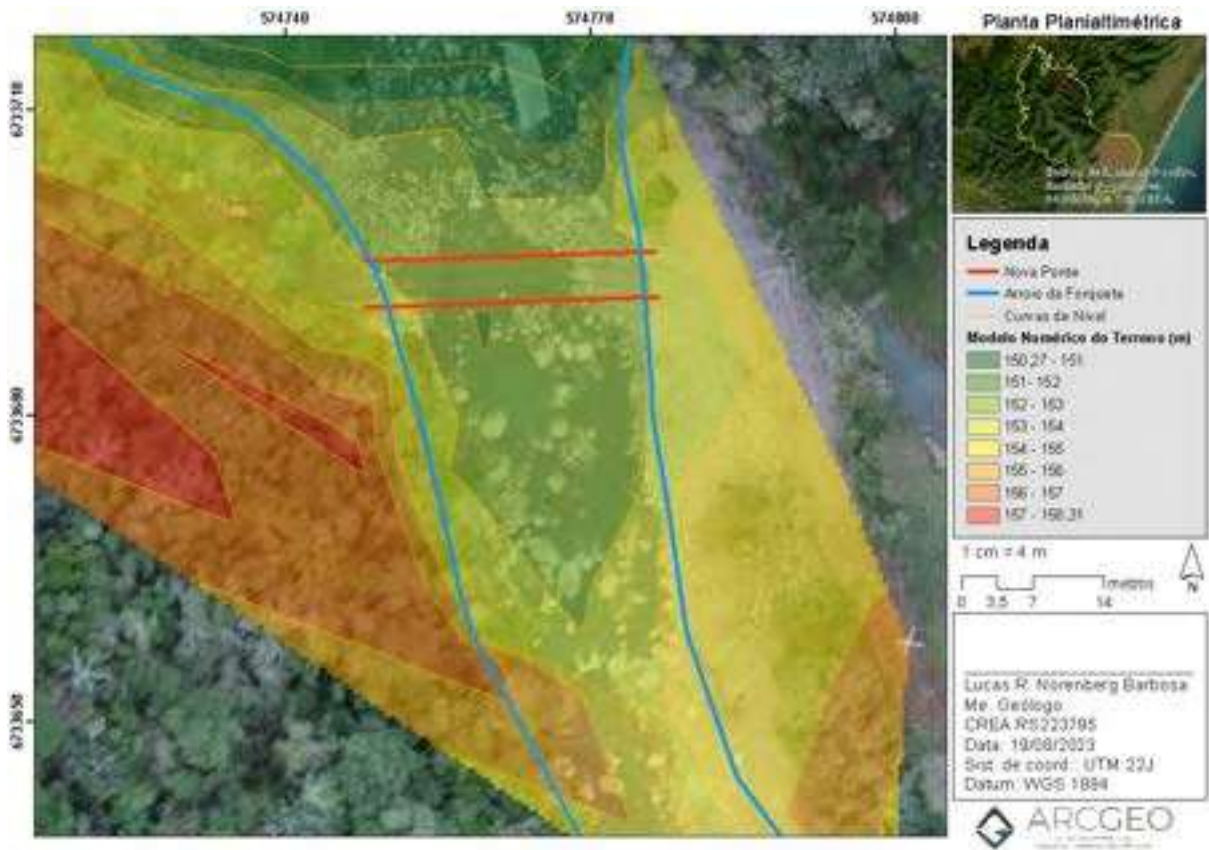 574740 574770 574800
6733710
6733680
6733650
Planta Planialtimétrica
Legenda
Nova Ponte
Arroio da Forqueta
Curvas de Nível
Modelo Numérico do Terreno (m)
150,27 - 151
151 - 152
152 - 153
153 - 154
154 - 155
155 - 156
156 - 157
157 - 158,31
1 cm = 4 m
metros
0 3,5 7 14
N
Lucas R. Norenberg Barbosa
Me. Geólogo
CREA RS223785
Data: 19/08/2023
Sist. de coord.: UTM 22J
Datum: WGS 1984
ARCGEO